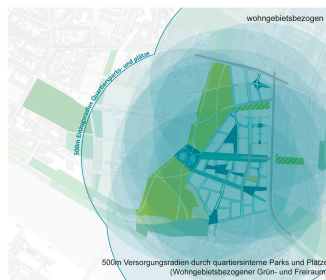 wohngebietsbezogen
500m Einzugsradius Quartiersparks- und plätze
500m Versorgungsradien durch quartiersinterne Parks und Plätze
(Wohngebietsbezogener Grün- und Freiraum